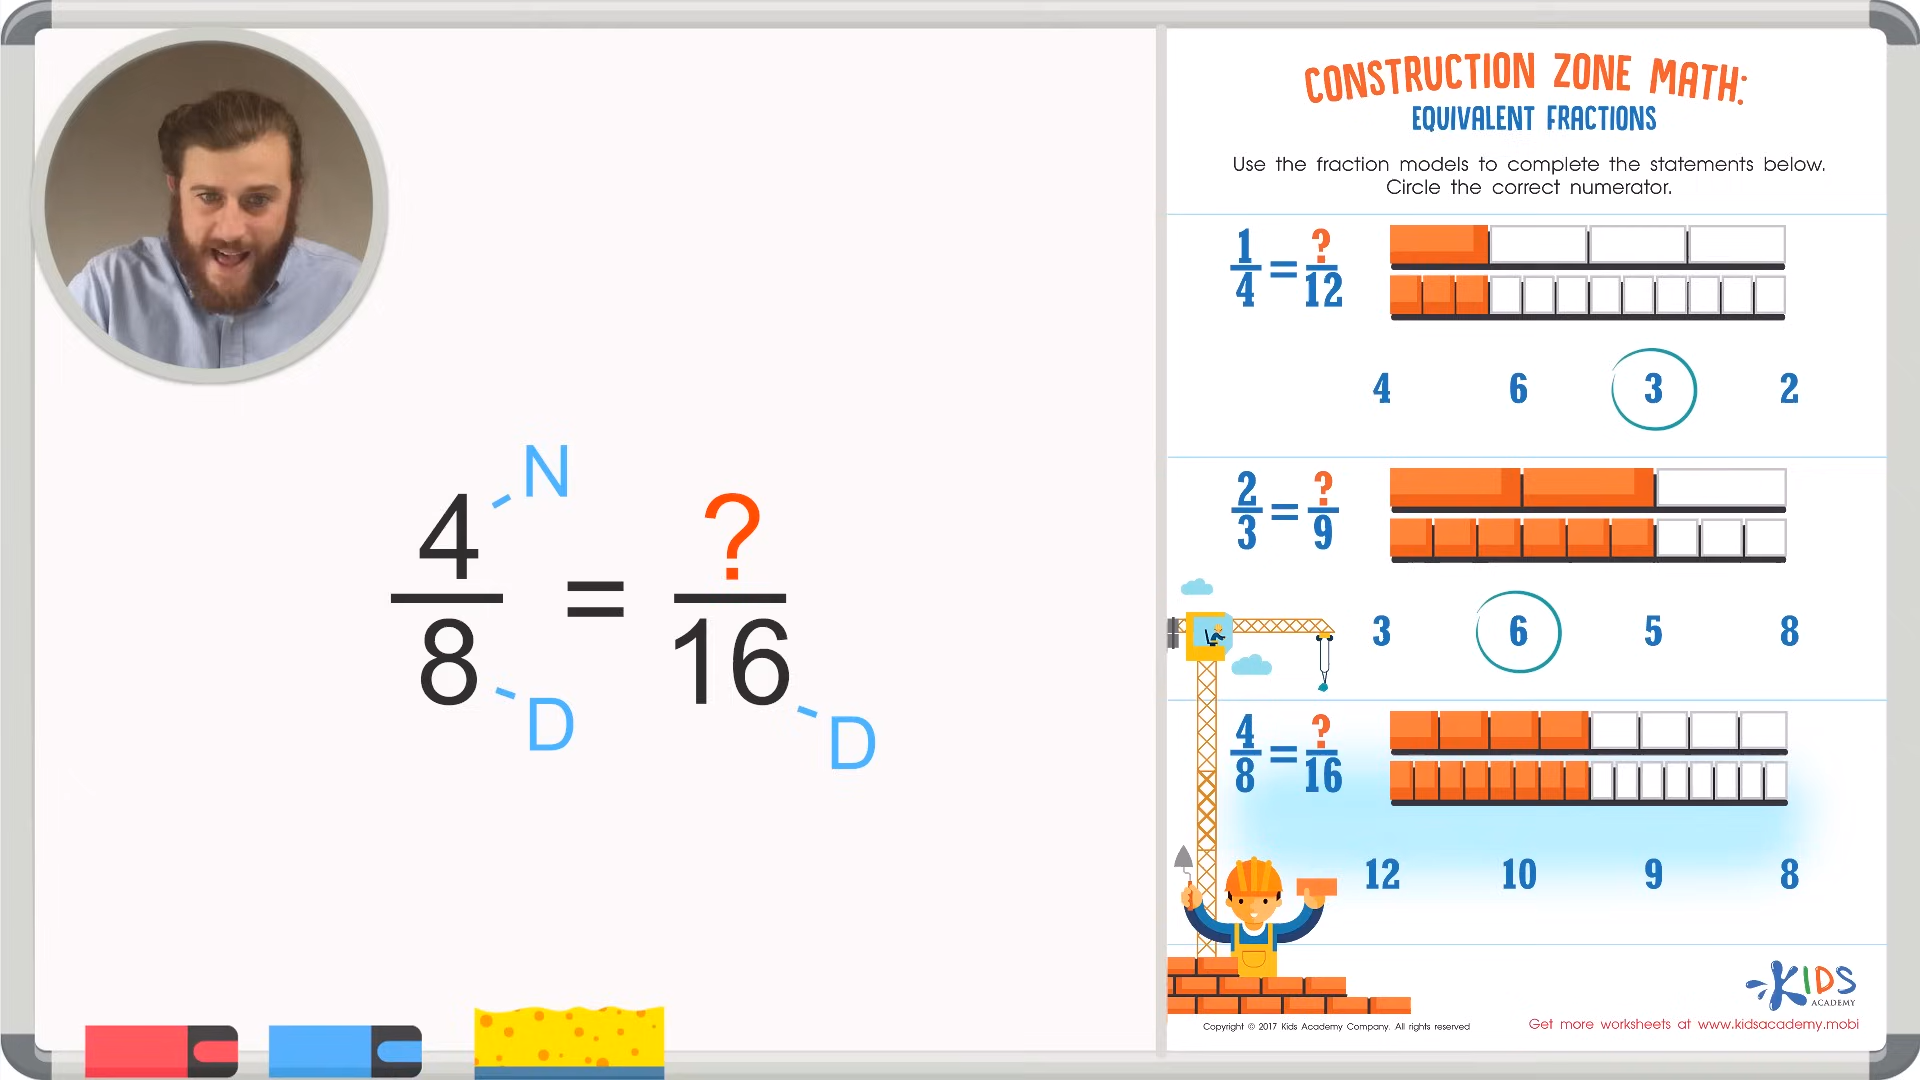 N
4
8
=
?
16
D
D
CONSTRUCTION ZONE MATH:
EQUIVALENT FRACTIONS
Use the fraction models to complete the statements below.
Circle the correct numerator.
1/4 = ?/12
4 6 3 2
2/3 = ?/9
3 6 5 8
4/8 = ?/16
12 10 9 8
KIDS
ACADEMY
Copyright © 2017 Kids Academy Company. All rights reserved
Get more worksheets at www.kidsacademy.mobi